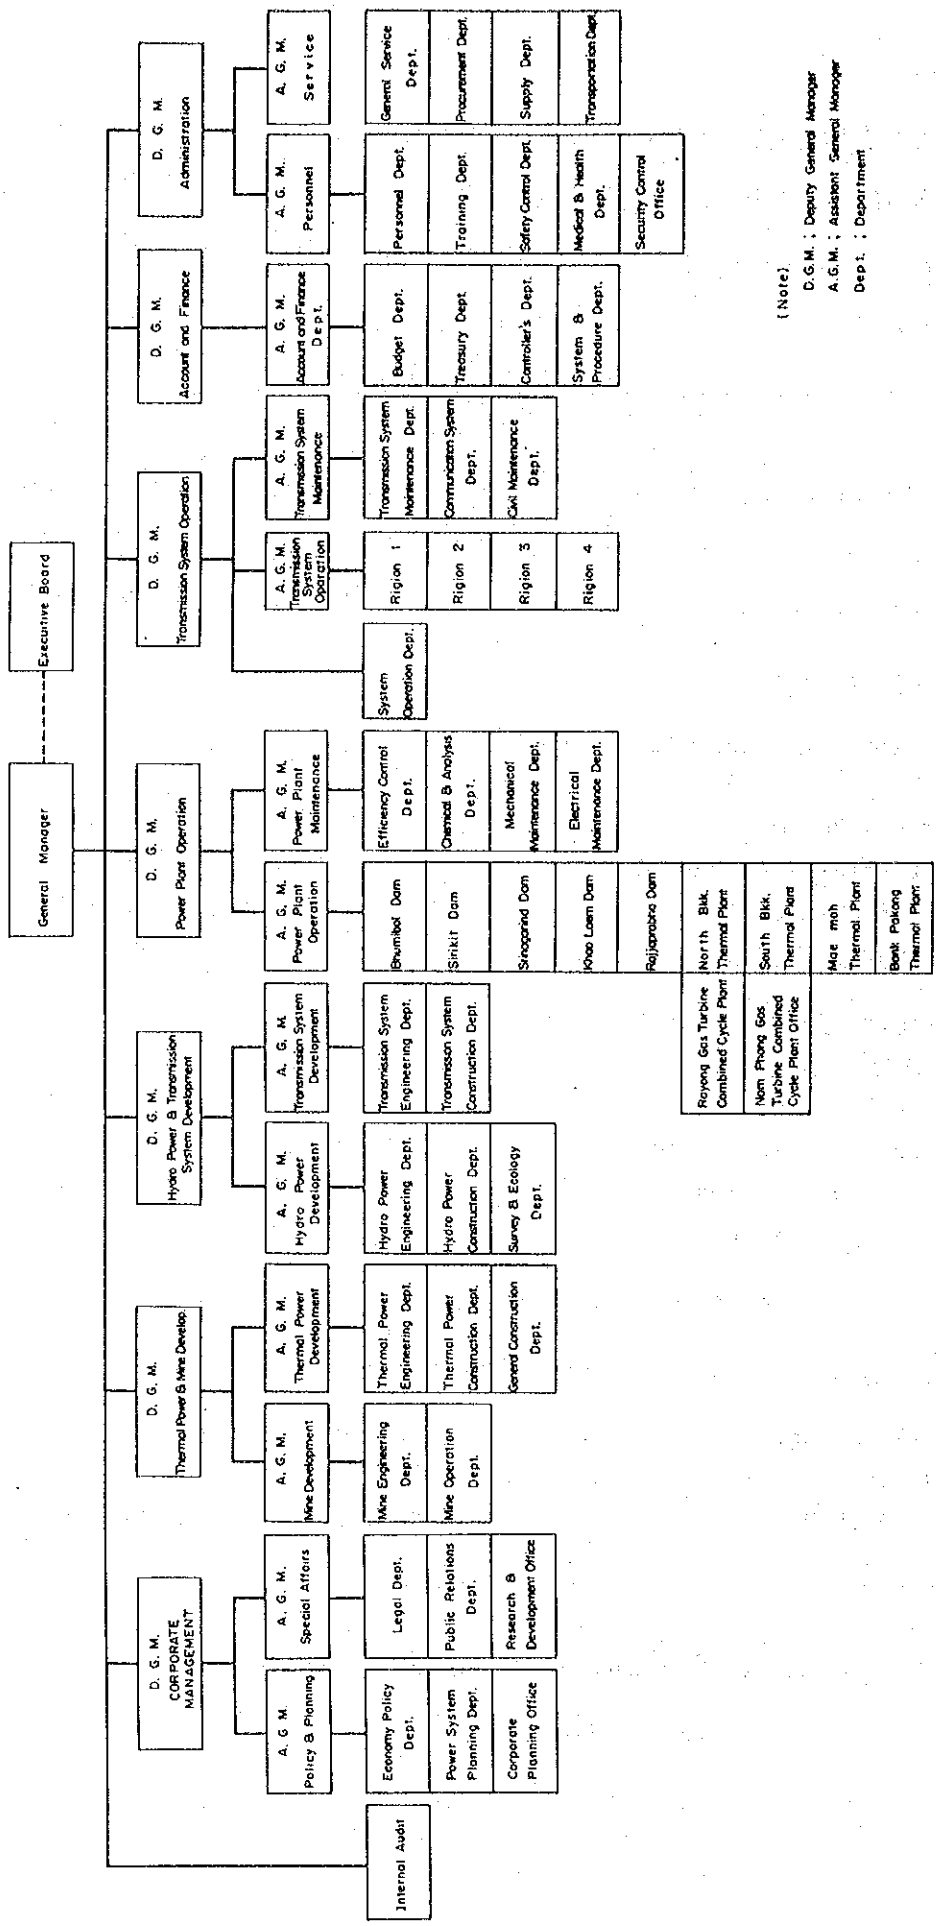 General Manager
Executive Board
D. G. M.
CORPORATE
MANAGEMENT
D. G. M.
Thermal Power & Mine Develop.
D. G. M.
Hydro Power & Transmission
System Development
D. G. M.
Power Plant Operation
D. G. M.
Transmission System Operation
D. G. M.
Account and Finance
D. G. M.
Administration
A. G. M.
Policy & Planning
A. G. M.
Special Affairs
A. G. M.
Mine Development
A. G. M.
Thermal Power
Development
A. G. M.
Hydro Power
Development
A. G. M.
Transmission System
Development
A. G. M.
Power Plant
Operation
A. G. M.
Power Plant
Maintenance
A. G. M.
Transmission
System
Oparation
A. G. M.
Transmission System
Maintenance
A. G. M.
Account and Finance
Dept.
A. G. M.
Personnel
A. G. M.
Service
Internal Audit
Economy Policy
Dept.
Power System
Planning Dept.
Corporate
Planning Office
Legal Dept.
Public Relations
Dept.
Research &
Development Office
Mine Engineering
Dept.
Mine Operation
Dept.
Thermal Power
Engineering Dept.
Thermal Power
Construction Dept.
General Construction
Dept.
Hydro Power
Engineering Dept.
Hydro Power
Construction Dept.
Survey & Ecology
Dept.
Transmission System
Engineering Dept.
Transmisson System
Construction Dept.
Bhumibol Dam
Sirikit Dam
Srinagarind Dam
Khao Laem Dam
Rajjaprabha Dam
Rayong Gas Turbine
Combined Cycle Plant
North Bkk.
Thermal Plant
Nam Phong Gas
Turbine Combined
Cycle Plant Office
South Bkk.
Thermal Plant
Mae moh
Thermal Plant
Bank Pakong
Thermal Plant
Efficiency Control
Dept.
Chemical & Analysis
Dept.
Mechanical
Maintenance Dept.
Electrical
Maintenance Dept.
System
Operation Dept.
Rigion 1
Rigion 2
Rigion 3
Rigion 4
Transmission System
Maintenance Dept.
Communication System
Dept.
Civil Maintenance
Dept.
Budget Dept.
Treasury Dept.
Controller's Dept.
System &
Procedure Dept.
Personnel Dept.
Training Dept.
Safety Control Dept.
Medical & Health
Dept.
Security Control
Office
General Service
Dept.
Procurement Dept.
Supply Dept.
Transportation Dept.
(Note)
D.G.M. ; Deputy General Manager
A.G.M. ; Assistant General Manager
Dept. ; Department